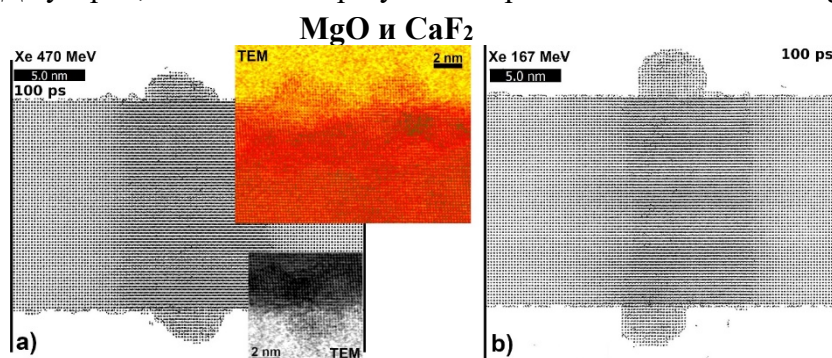 MgO и CaF₂
Xe 470 MeV
5.0 nm
100 ps
TEM
2 nm
a)
2 nm
TEM
Xe 167 MeV
5.0 nm
100 ps
b)